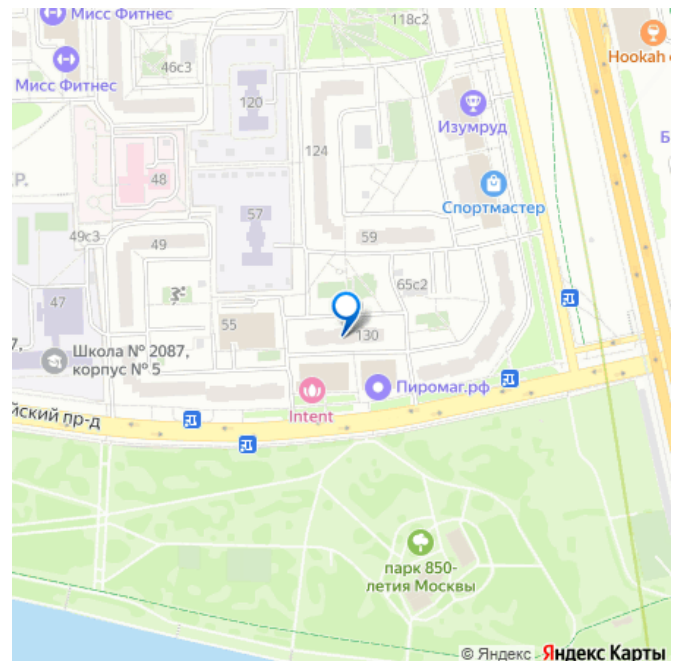 118с2
Мисс Фитнес
Hookah
46с3
Мисс Фитнес
120
Изумруд
Б
124
48
Р.
Спортмастер
57
59
49с3
49
65с2
47
55
130
7,
Школа № 2087,
корпус № 5
Пиромаг.рф
Intent
йский пр-д
парк 850-
летия Москвы
© Яндекс Яндекс Карты